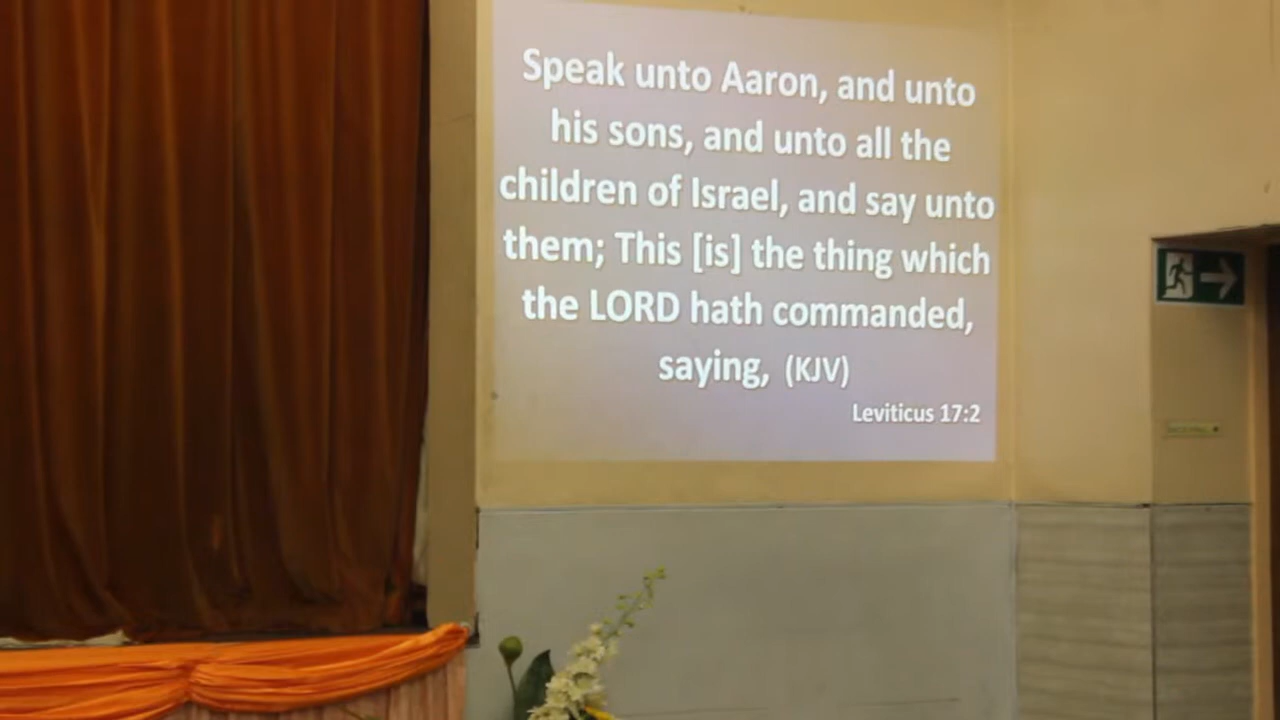 Speak unto Aaron, and unto
his sons, and unto all the
children of Israel, and say unto
them; This [is] the thing which
the LORD hath commanded,
saying, (KJV)
Leviticus 17:2